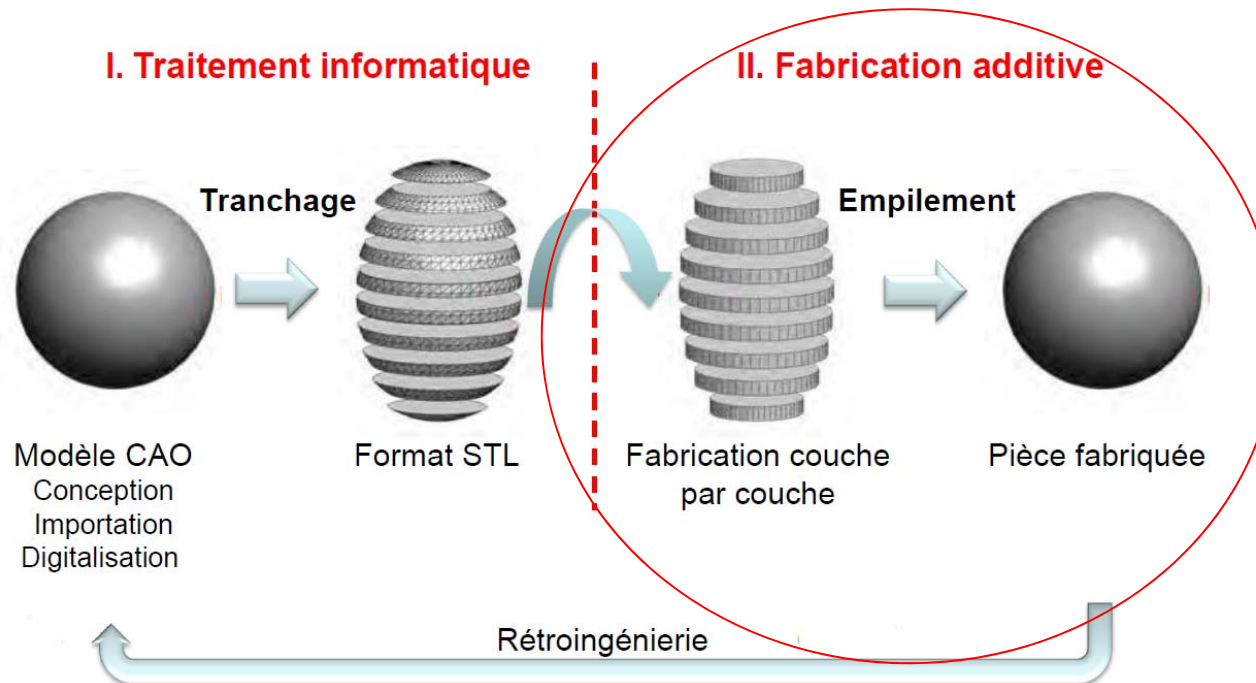 I. Traitement informatique
II. Fabrication additive
Tranchage
Empilement
Modèle CAO
Conception
Importation
Digitalisation
Format STL
Fabrication couche
par couche
Pièce fabriquée
Rétroingénierie